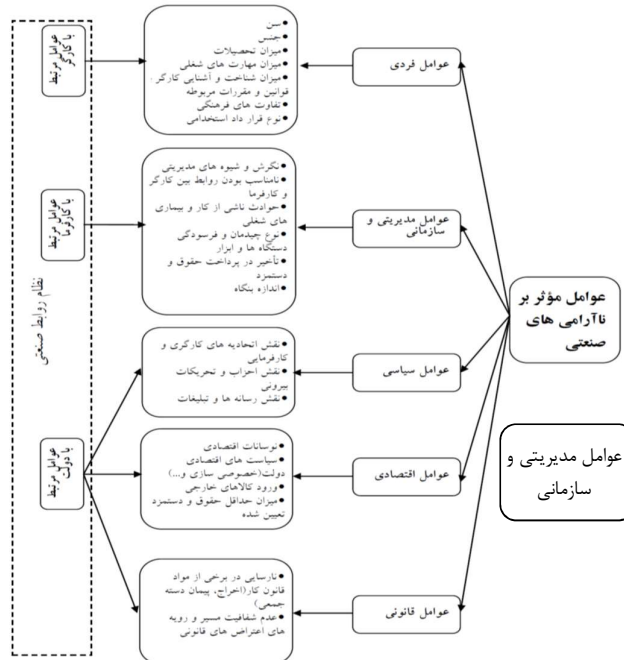 عوامل مؤثر بر
ناآرامی های
صنعتی
عوامل مدیریتی و
سازمانی
عوامل فردی
عوامل مدیریتی و
سازمانی
عوامل سیاسی
عوامل اقتصادی
عوامل قانونی
●سن
●جنس
●میزان تحصیلات
●میزان مهارت های شغلی
●میزان شناخت و آشنایی کارگر .
قوانین و مقررات مربوطه
●تفاوت های فرهنگی
●نوع قرار داد استخدامی
●نگرش و شیوه های مدیریتی
●نامناسب بودن روابط بین کارگر
و کارفرما
●حوادث ناشی از کار و بیماری
های شغلی
●نوع چیدمان و فرسودگی
دستگاه ها و ابزار
●تأخیر در پرداخت حقوق و
دستمزد
●اندازه بنگاه
●نقش اتحادیه های کارگری و
کارفرمایی
●نقش احزاب و تحریکات
بیرونی
●نقش رسانه ها و تبلیغات
●نوسانات اقتصادی
●سیاست های اقتصادی
دولت(خصوصی سازی و...)
●ورود کالاهای خارجی
●میزان حداقل حقوق و دستمزد
تعیین شده
●نارسایی در برخی از مواد
قانون کار(اخراج، پیمان دسته
جمعی)
●عدم شفافیت مسیر و رویه
های اعتراض های قانونی
عوامل مرتبط
با کارگر
عوامل مرتبط
با کارفرما
عوامل مرتبط
با دولت
نظام روابط صنعتی